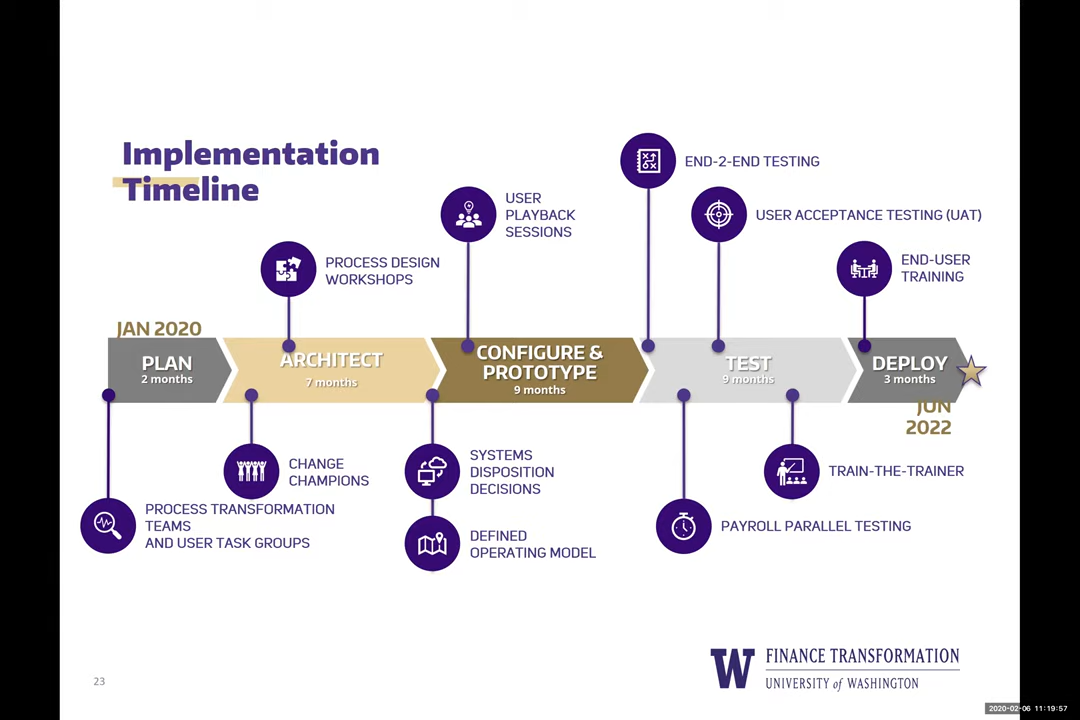 Implementation
Timeline
END-2-END TESTING
USER
PLAYBACK
SESSIONS
USER ACCEPTANCE TESTING (UAT)
PROCESS DESIGN
WORKSHOPS
END-USER
TRAINING
JAN 2020
PLAN
2 months
ARCHITECT
7 months
CONFIGURE &
PROTOTYPE
9 months
TEST
9 months
DEPLOY
3 months
JUN
2022
CHANGE
CHAMPIONS
SYSTEMS
DISPOSITION
DECISIONS
TRAIN-THE-TRAINER
PROCESS TRANSFORMATION
TEAMS
AND USER TASK GROUPS
DEFINED
OPERATING MODEL
PAYROLL PARALLEL TESTING
W
FINANCE TRANSFORMATION
UNIVERSITY of WASHINGTON
23
2020-02-06 11:19:57